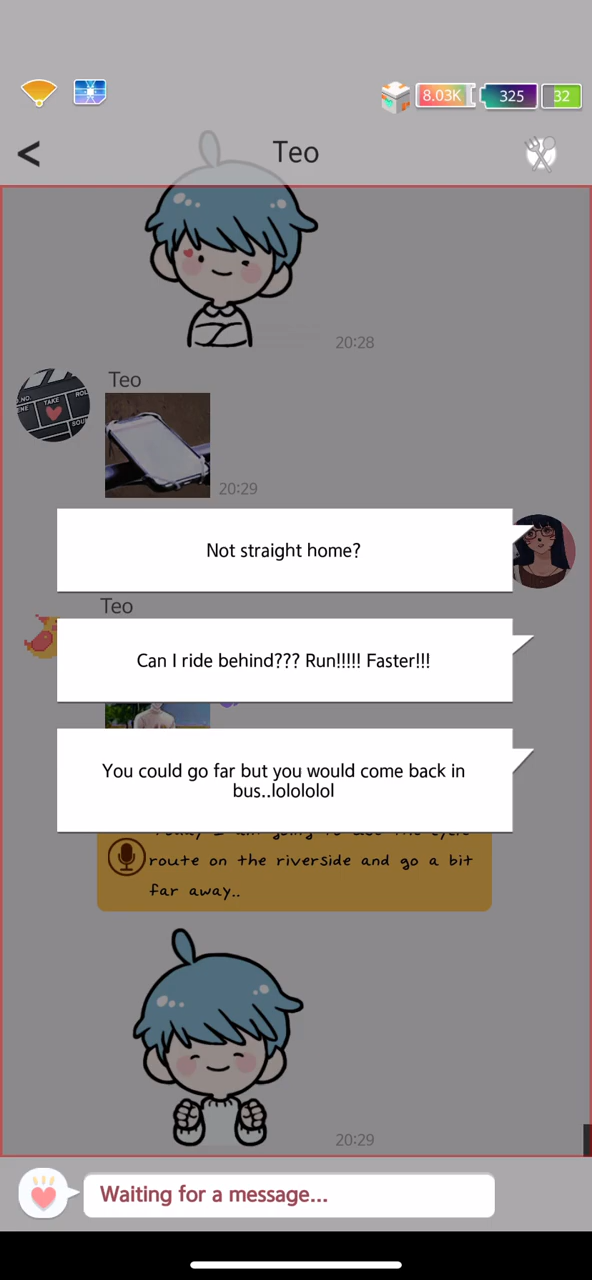 8.03K 325 32
< Teo
20:28
Teo
TAKE
20:29
Not straight home?
Teo
Can I ride behind??? Run!!!!! Faster!!!
You could go far but you would come back in
bus..lolololol
route on the riverside and go a bit
far away..
20:29
Waiting for a message...